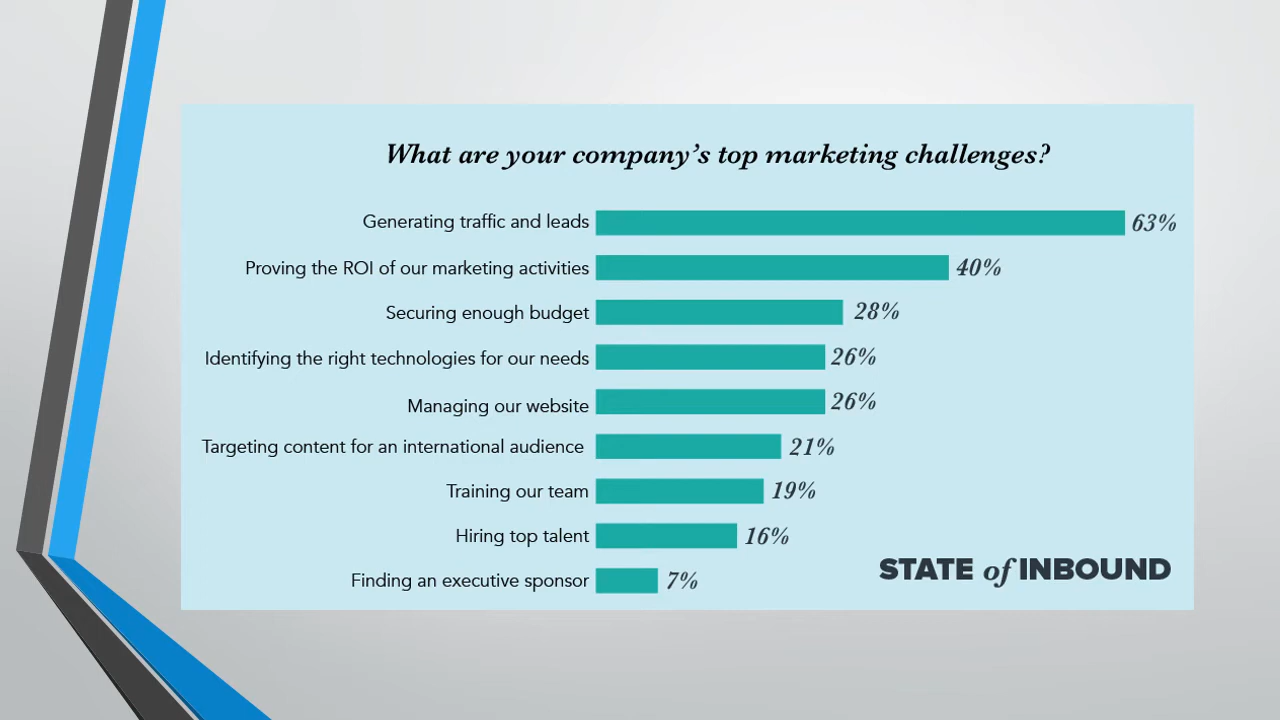 What are your company's top marketing challenges?
Generating traffic and leads 63%
Proving the ROI of our marketing activities 40%
Securing enough budget 28%
Identifying the right technologies for our needs 26%
Managing our website 26%
Targeting content for an international audience 21%
Training our team 19%
Hiring top talent 16%
Finding an executive sponsor 7%
STATE of INBOUND